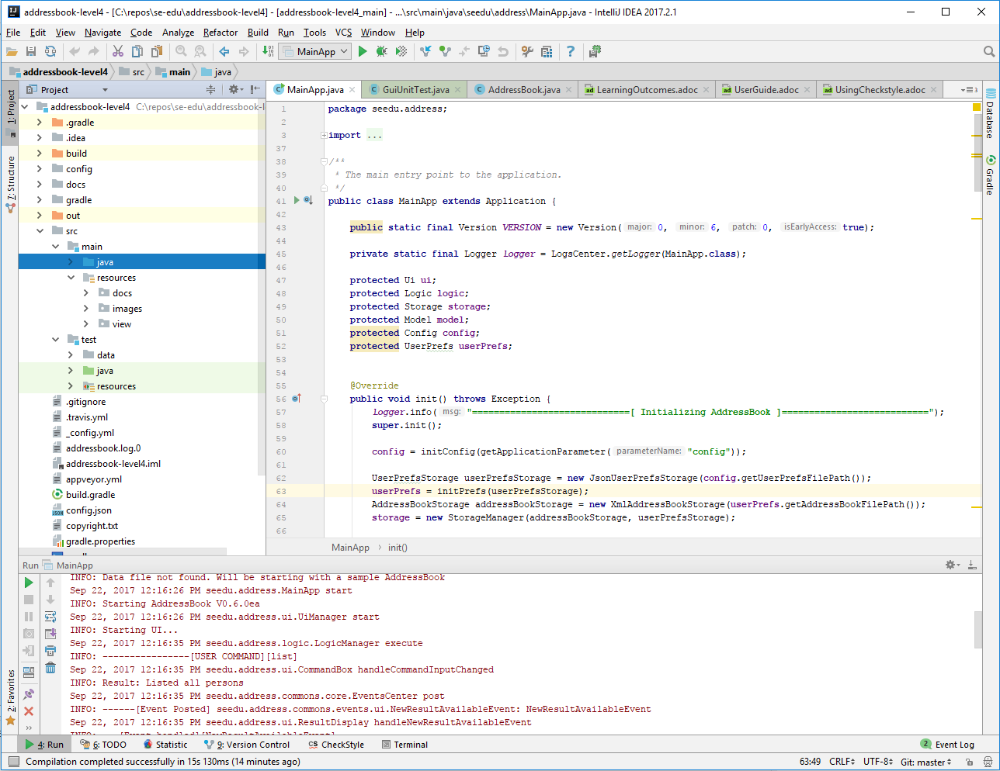 addressbook-level4 - [C:\repos\se-edu\addressbook-level4] - [addressbook-level4_main] - ...\src\main\java\seedu\address\MainApp.java - IntelliJ IDEA 2017.2.1
File Edit View Navigate Code Analyze Refactor Build Run Tools VCS Window Help
MainApp
addressbook-level4 src main java
1: Project
7: Structure
2: Favorites
Project
addressbook-level4 C:\repos\se-edu\addressbook-l
.gradle
.idea
build
config
docs
gradle
out
src
main
java
resources
docs
images
view
test
data
java
resources
.gitignore
.travis.yml
_config.yml
addressbook.log.0
addressbook-level4.iml
appveyor.yml
build.gradle
config.json
copyright.txt
gradle.properties
MainApp.java GuiUnitTest.java AddressBook.java LearningOutcomes.adoc UserGuide.adoc UsingCheckstyle.adoc 3
1 package seedu.address;
2
3 import ...
37
38 /**
39 * The main entry point to the application.
40 */
41 public class MainApp extends Application {
42
43 public static final Version VERSION = new Version( major: 0, minor: 6, patch: 0, isEarlyAccess: true);
44
45 private static final Logger logger = LogsCenter.getLogger(MainApp.class);
46
47 protected Ui ui;
48 protected Logic logic;
49 protected Storage storage;
50 protected Model model;
51 protected Config config;
52 protected UserPrefs userPrefs;
53
54
55 @Override
56 public void init() throws Exception {
57 logger.info( msg: "=============================[ Initializing AddressBook ]===========================");
58 super.init();
59
60 config = initConfig(getApplicationParameter( parameterName: "config"));
61
62 UserPrefsStorage userPrefsStorage = new JsonUserPrefsStorage(config.getUserPrefsFilePath());
63 userPrefs = initPrefs(userPrefsStorage);
64 AddressBookStorage addressBookStorage = new XmlAddressBookStorage(userPrefs.getAddressBookFilePath());
65 storage = new StorageManager(addressBookStorage, userPrefsStorage);
66
MainApp › init()
Database
Gradle
Run MainApp
INFO: Data file not found. Will be starting with a sample AddressBook
Sep 22, 2017 12:16:26 PM seedu.address.MainApp start
INFO: Starting AddressBook V0.6.0ea
Sep 22, 2017 12:16:26 PM seedu.address.ui.UiManager start
INFO: Starting UI...
Sep 22, 2017 12:16:35 PM seedu.address.logic.LogicManager execute
INFO: ----------------[USER COMMAND][list]
Sep 22, 2017 12:16:35 PM seedu.address.ui.CommandBox handleCommandInputChanged
INFO: Result: Listed all persons
Sep 22, 2017 12:16:35 PM seedu.address.commons.core.EventsCenter post
INFO: ------[Event Posted] seedu.address.commons.events.ui.NewResultAvailableEvent: NewResultAvailableEvent
Sep 22, 2017 12:16:35 PM seedu.address.ui.ResultDisplay handleNewResultAvailableEvent
4: Run 6: TODO Statistic 9: Version Control CS CheckStyle Terminal 2 Event Log
Compilation completed successfully in 15s 130ms (14 minutes ago) 63:49 CRLF UTF-8 Git: master